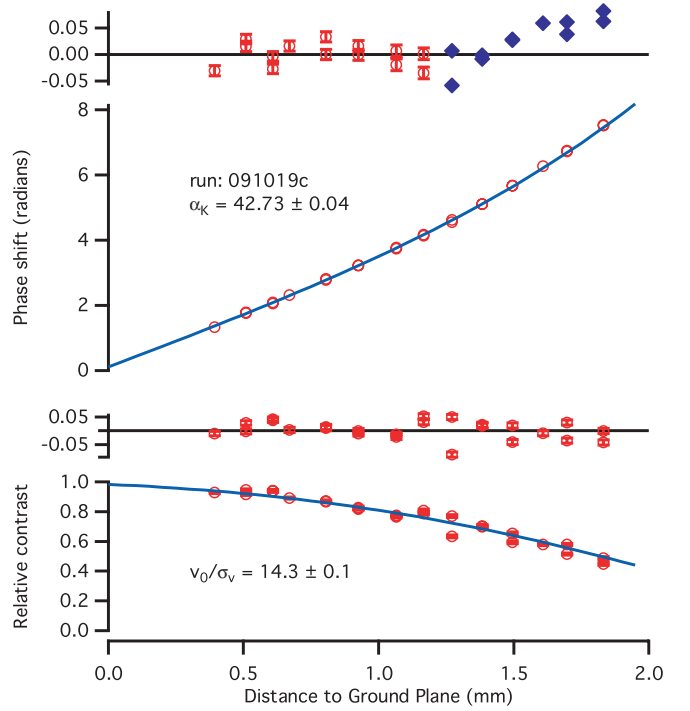 0.05
0.00
-0.05
8
6
4
2
0
Phase shift (radians)
run: 091019c
αK = 42.73 ± 0.04
0.05
-0.05
1.0
0.8
0.6
0.4
0.2
0.0
Relative contrast
v0/σv = 14.3 ± 0.1
0.0 0.5 1.0 1.5 2.0
Distance to Ground Plane (mm)